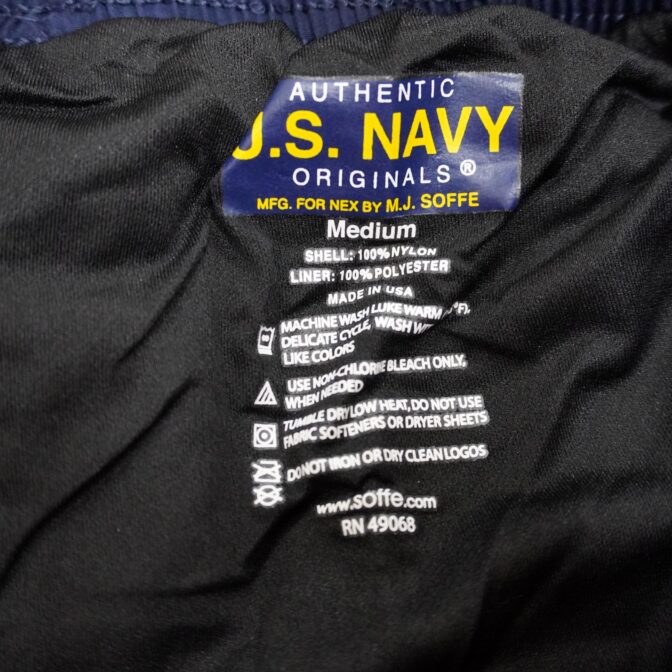 AUTHENTIC
U.S. NAVY
ORIGINALS®
MFG. FOR NEX BY M.J. SOFFE
Medium
SHELL: 100% NYLON
LINER: 100% POLYESTER
MADE IN USA
MACHINE WASH LUKE WARM °F),
DELICATE CYCLE, WASH
LIKE COLORS
USE NON-CHLORINE BLEACH ONLY,
WHEN NEEDED
TUMBLE DRY LOW HEAT, DO NOT USE
FABRIC SOFTENERS OR DRYER SHEETS
DO NOT IRON OR DRY CLEAN LOGOS
www.soffe.com
RN 49068